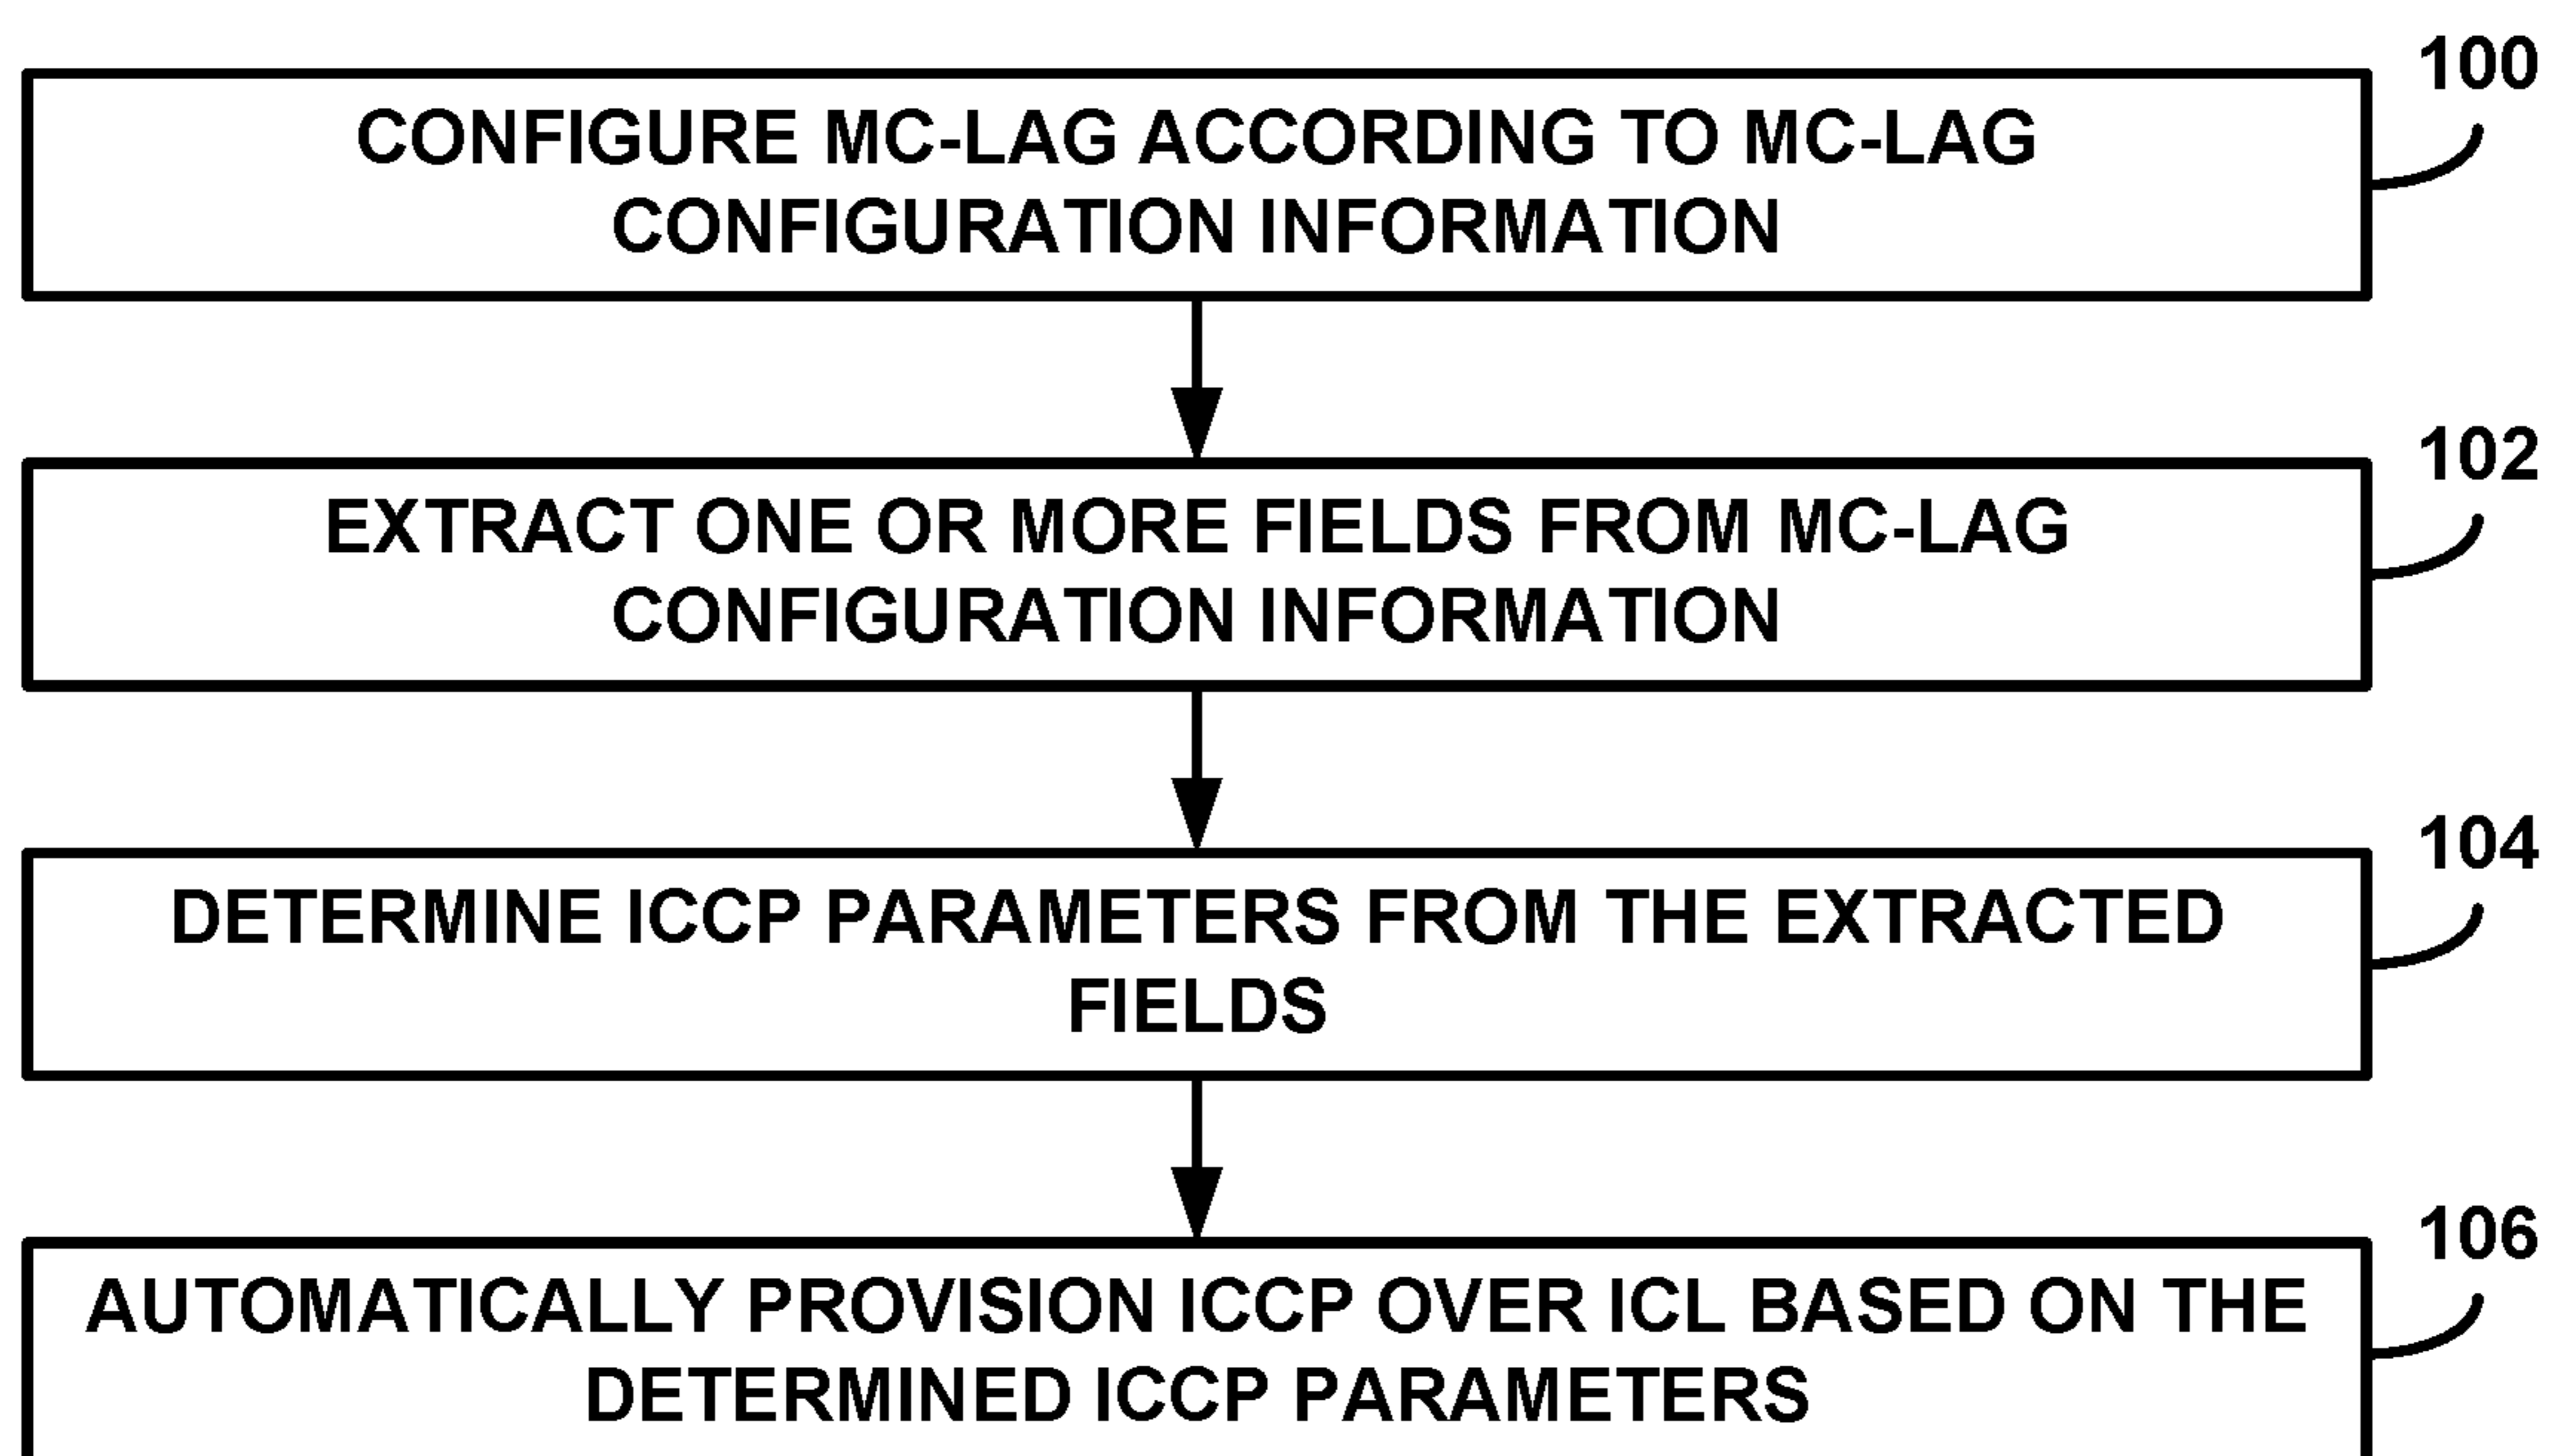 100
CONFIGURE MC-LAG ACCORDING TO MC-LAG
CONFIGURATION INFORMATION
102
EXTRACT ONE OR MORE FIELDS FROM MC-LAG
CONFIGURATION INFORMATION
104
DETERMINE ICCP PARAMETERS FROM THE EXTRACTED
FIELDS
106
AUTOMATICALLY PROVISION ICCP OVER ICL BASED ON THE
DETERMINED ICCP PARAMETERS